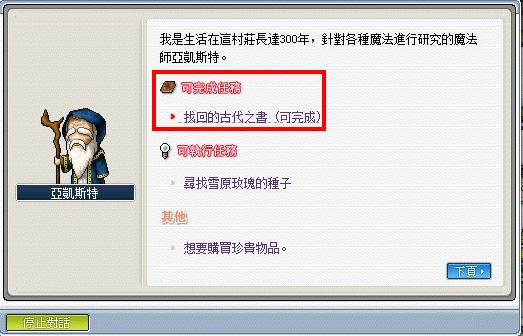 我是生活在這村莊長達300年，針對各種魔法進行研究的魔法
師亞凱斯特。
可完成任務
找回的古代之書 (可完成)
可執行任務
尋找雪原玫瑰的種子
其他
想要購買珍貴物品。
亞凱斯特
下頁
停止對話